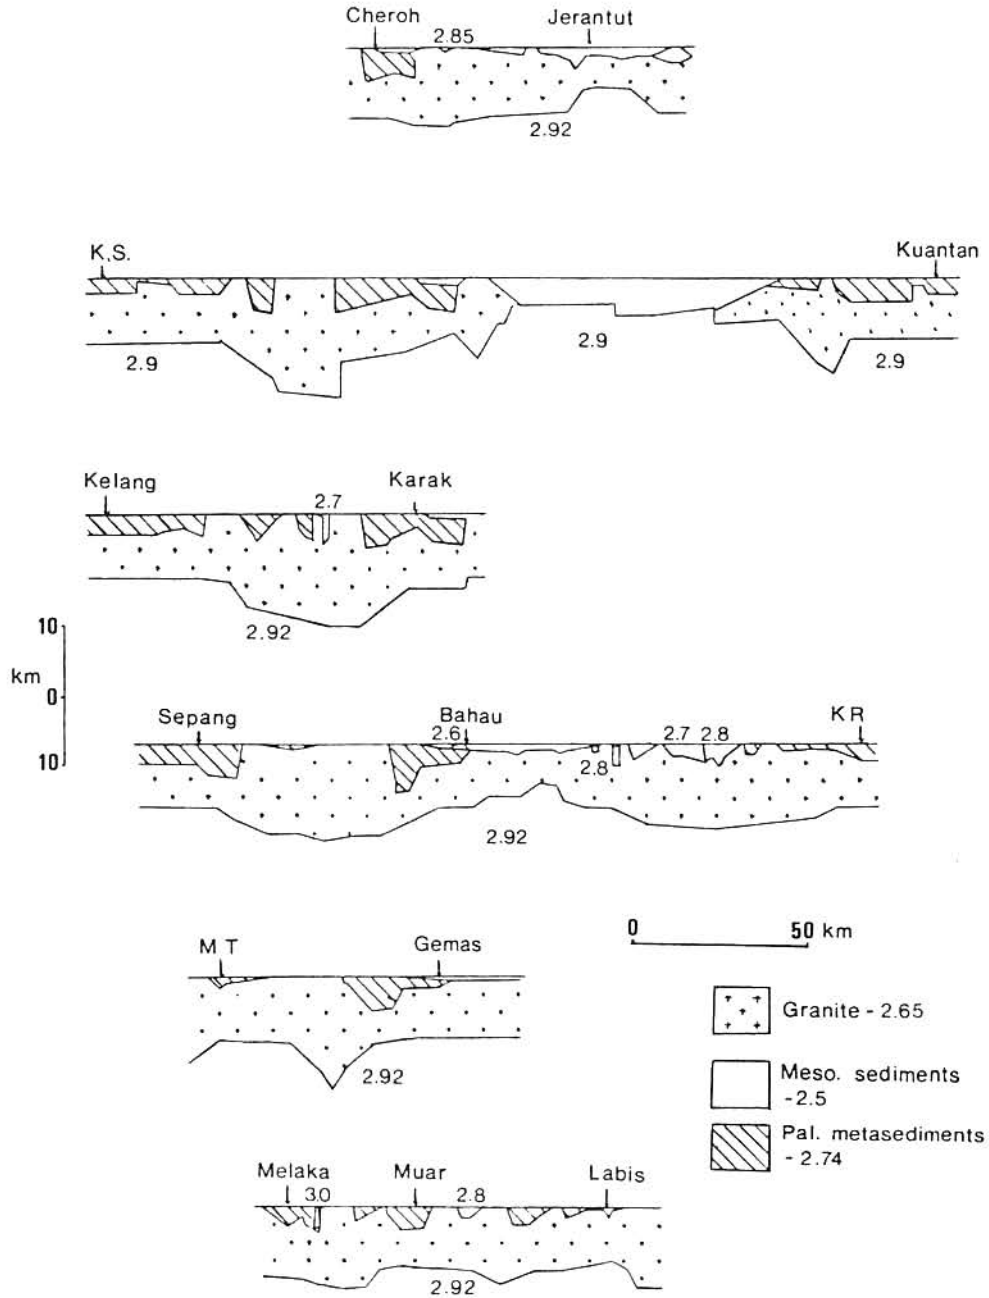 Cheroh Jerantut
2.85
2.92
K.S. Kuantan
2.9 2.9 2.9
Kelang Karak
2.7
2.92
10
km
0
10
Sepang Bahau KR
2.6 2.7 2.8
2.8
2.92
0 50 km
MT Gemas
2.92
Granite - 2.65
Meso. sediments
-2.5
Pal. metasediments
- 2.74
Melaka Muar Labis
3.0 2.8
2.92